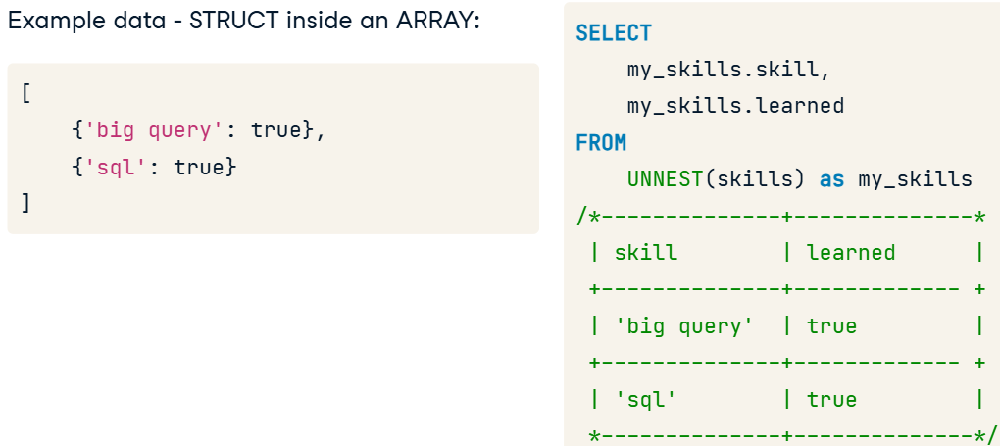 Example data - STRUCT inside an ARRAY:
[
    {'big query': true},
    {'sql': true}
]
SELECT
    my_skills.skill,
    my_skills.learned
FROM
    UNNEST(skills) as my_skills
/*--------------+--------------*
 | skill        | learned      |
 +--------------+------------- +
 | 'big query'  | true         |
 +--------------+------------- +
 | 'sql'        | true         |
 *--------------+--------------*/